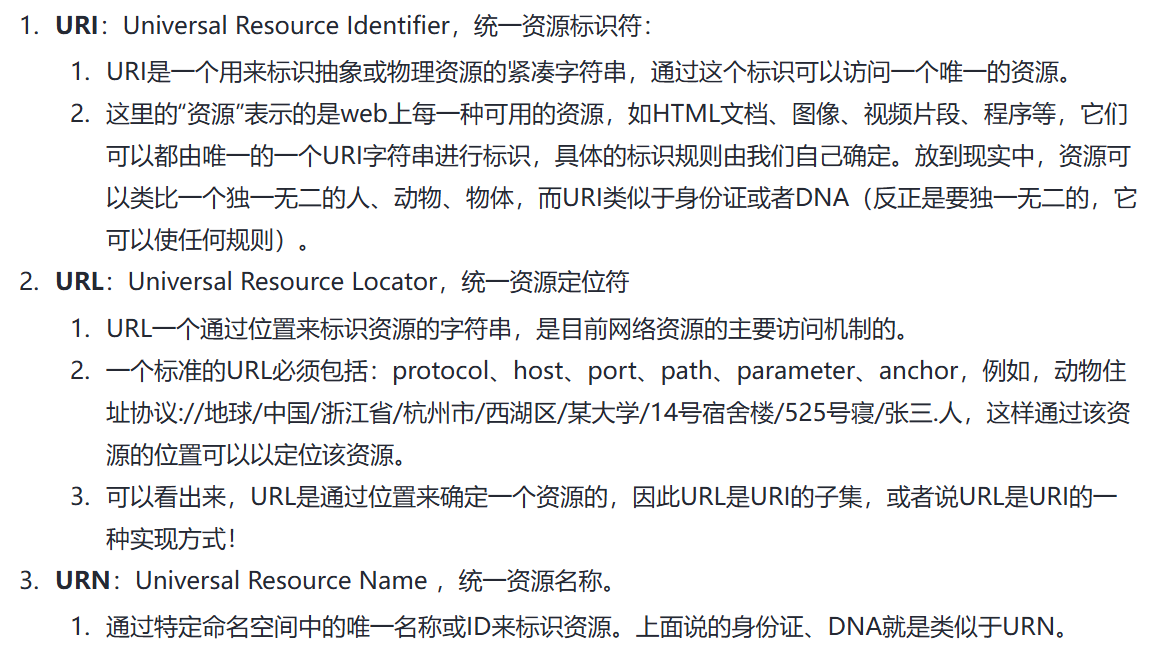 1. URI：Universal Resource Identifier，统一资源标识符：
1. URI是一个用来标识抽象或物理资源的紧凑字符串，通过这个标识可以访问一个唯一的资源。
2. 这里的“资源”表示的是web上每一种可用的资源，如HTML文档、图像、视频片段、程序等，它们
可以都由唯一的一个URI字符串进行标识，具体的标识规则由我们自己确定。放到现实中，资源可
以类比一个独一无二的人、动物、物体，而URI类似于身份证或者DNA（反正是要独一无二的，它
可以使任何规则）。
2. URL：Universal Resource Locator，统一资源定位符
1. URL一个通过位置来标识资源的字符串，是目前网络资源的主要访问机制的。
2. 一个标准的URL必须包括：protocol、host、port、path、parameter、anchor，例如，动物住
址协议://地球/中国/浙江省/杭州市/西湖区/某大学/14号宿舍楼/525号寝/张三.人，这样通过该资
源的位置可以以定位该资源。
3. 可以看出来，URL是通过位置来确定一个资源的，因此URL是URI的子集，或者说URL是URI的一
种实现方式！
3. URN：Universal Resource Name ，统一资源名称。
1. 通过特定命名空间中的唯一名称或ID来标识资源。上面说的身份证、DNA就是类似于URN。